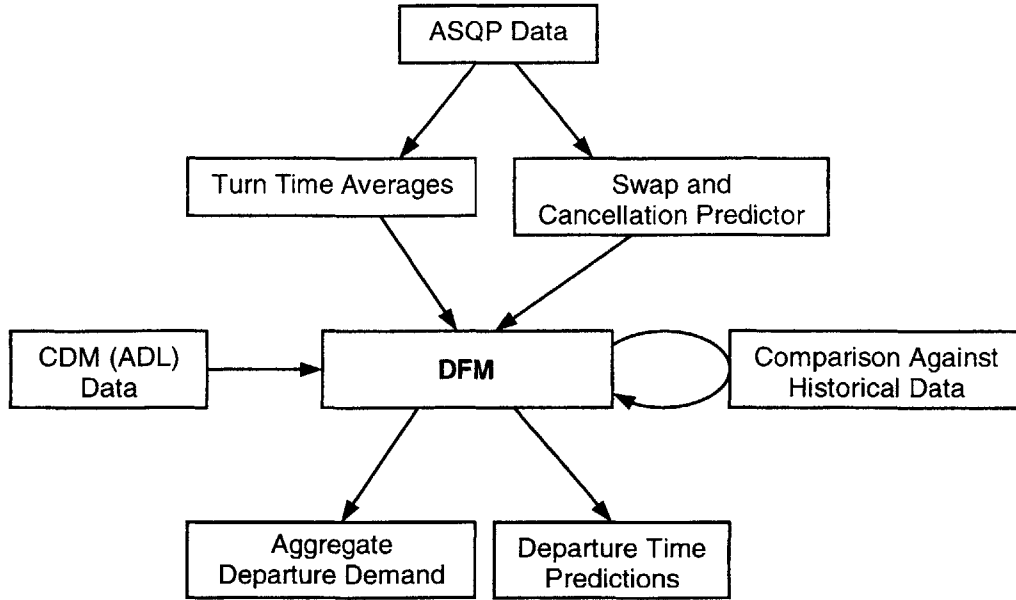 ASQP Data
Turn Time Averages
Swap and
Cancellation Predictor
CDM (ADL)
Data
DFM
Comparison Against
Historical Data
Aggregate
Departure Demand
Departure Time
Predictions